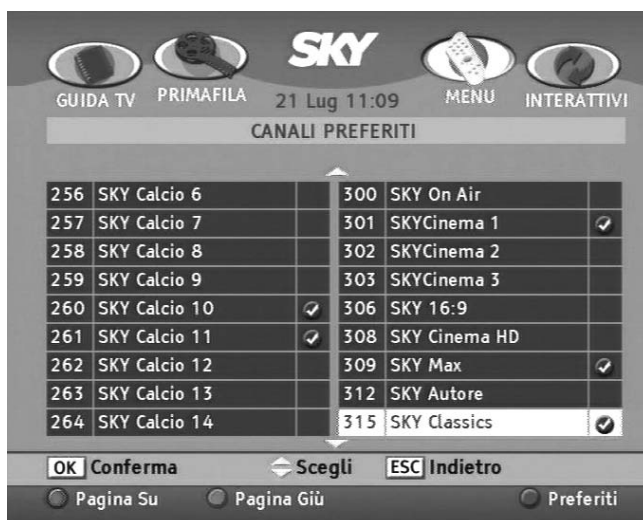 SKY
GUIDA TV PRIMAFILA 21 Lug 11:09 MENU INTERATTIVI
CANALI PREFERITI
256 SKY Calcio 6
257 SKY Calcio 7
258 SKY Calcio 8
259 SKY Calcio 9
260 SKY Calcio 10
261 SKY Calcio 11
262 SKY Calcio 12
263 SKY Calcio 13
264 SKY Calcio 14
300 SKY On Air
301 SKYCinema 1
302 SKYCinema 2
303 SKYCinema 3
306 SKY 16:9
308 SKY Cinema HD
309 SKY Max
312 SKY Autore
315 SKY Classics
OK Conferma Scegli ESC Indietro
Pagina Su Pagina Giù Preferiti